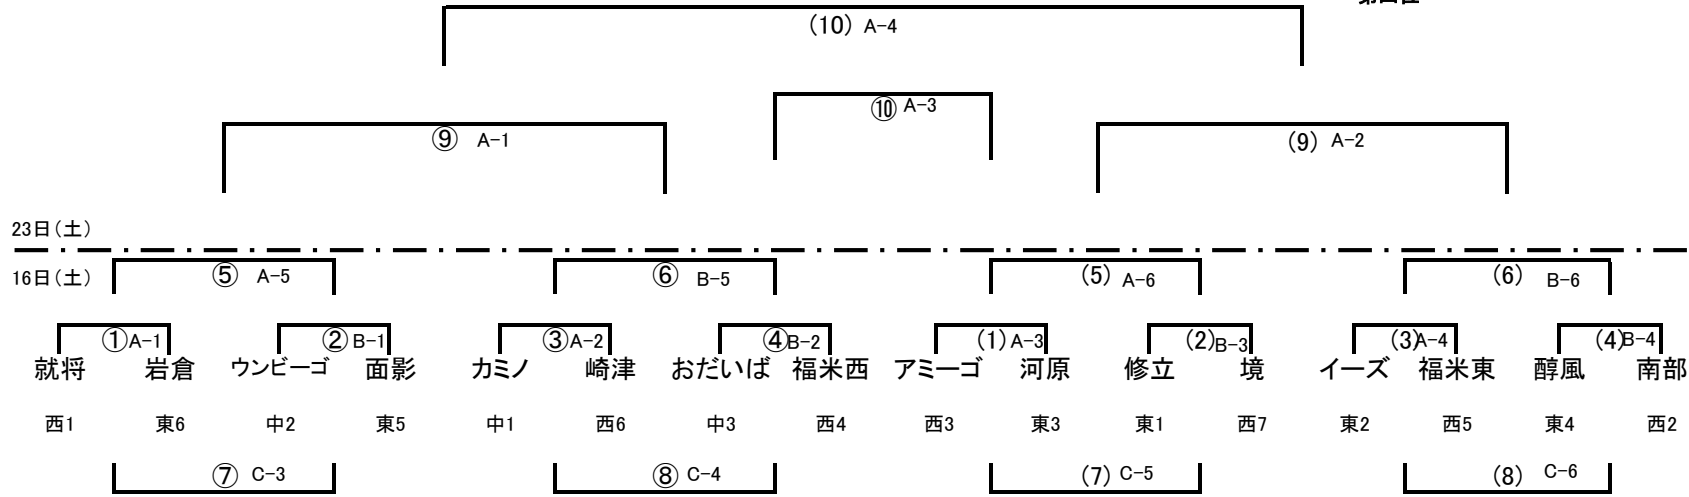 (10) A-4
⑩ A-3
⑨ A-1
(9) A-2
23日(土)
16日(土)
⑤ A-5
⑥ B-5
(5) A-6
(6) B-6
①A-1 ②B-1 ③A-2 ④B-2 (1)A-3 (2)B-3 (3)A-4 (4)B-4
就将 岩倉 ウンビーゴ 面影 カミノ 崎津 おだいば 福米西 アミーゴ 河原 修立 境 イーズ 福米東 醇風 南部
西1 東6 中2 東5 中1 西6 中3 西4 西3 東3 東1 西7 東2 西5 東4 西2
⑦ C-3
⑧ C-4
(7) C-5
(8) C-6